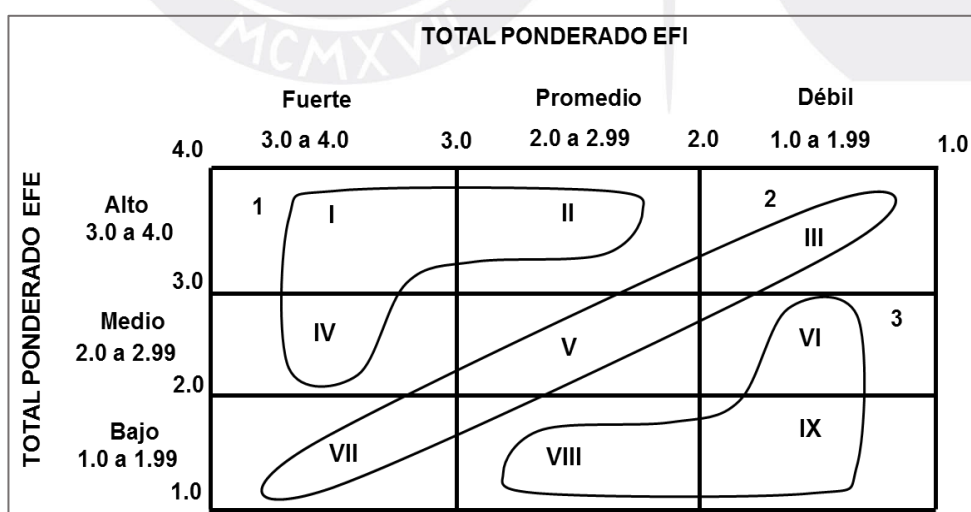 MCMXVII
TOTAL PONDERADO EFI
Fuerte Promedio Débil
4.0 3.0 a 4.0 3.0 2.0 a 2.99 2.0 1.0 a 1.99 1.0
TOTAL PONDERADO EFE
Alto
3.0 a 4.0
1 I II 2 III
3.0
Medio
2.0 a 2.99
IV V VI 3
2.0
Bajo
1.0 a 1.99
VII VIII IX
1.0